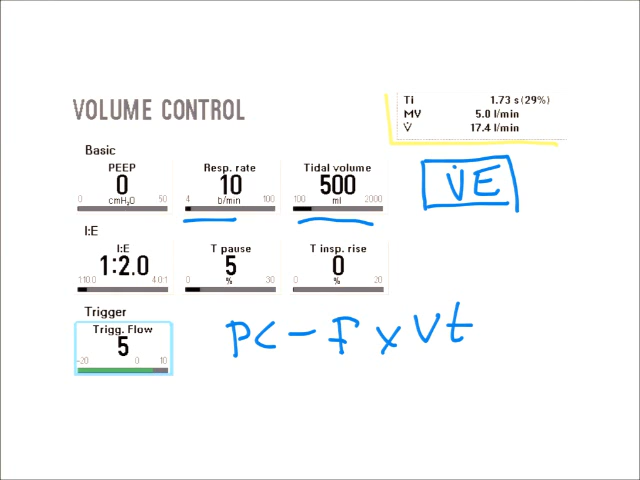 VOLUME CONTROL
Ti 1.73 s (29%)
MV 5.0 l/min
V̇ 17.4 l/min
Basic
PEEP
0
cmH₂O
0 50
Resp. rate
10
b/min
4 100
Tidal volume
500
ml
100 2000
V̇E
I:E
I:E
1:2.0
1:10.0 4.0:1
T pause
5
%
0 30
T insp. rise
0
%
0 20
Trigger
Trigg. Flow
5
-20 0 10
PC - F x Vt